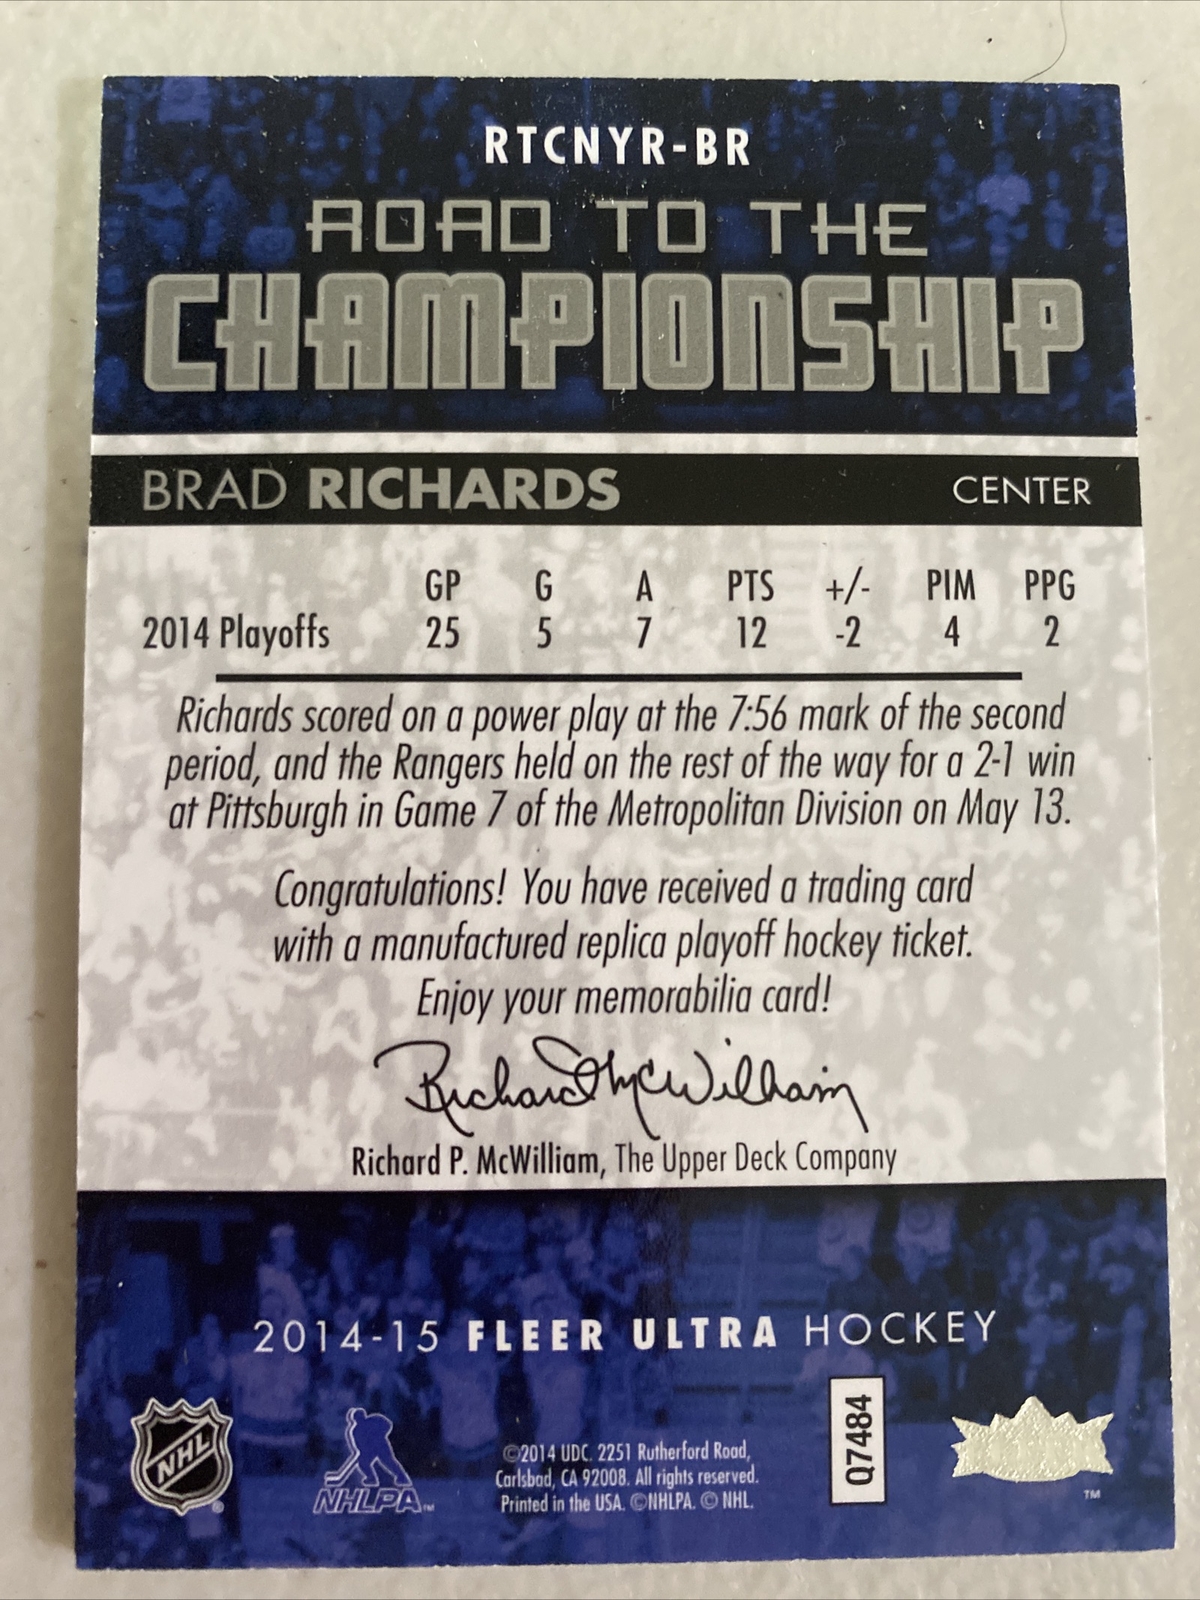 RTCNYR-BR
ROAD TO THE
CHAMPIONSHIP
BRAD RICHARDS CENTER
GP G A PTS +/- PIM PPG
2014 Playoffs 25 5 7 12 -2 4 2
Richards scored on a power play at the 7:56 mark of the second
period, and the Rangers held on the rest of the way for a 2-1 win
at Pittsburgh in Game 7 of the Metropolitan Division on May 13.
Congratulations! You have received a trading card
with a manufactured replica playoff hockey ticket.
Enjoy your memorabilia card!
Richard McWilliam
Richard P. McWilliam, The Upper Deck Company
2014-15 FLEER ULTRA HOCKEY
NHL ®
NHLPA™
©2014 UDC. 2251 Rutherford Road,
Carlsbad, CA 92008. All rights reserved.
Printed in the USA. ©NHLPA. © NHL.
Q7484
™